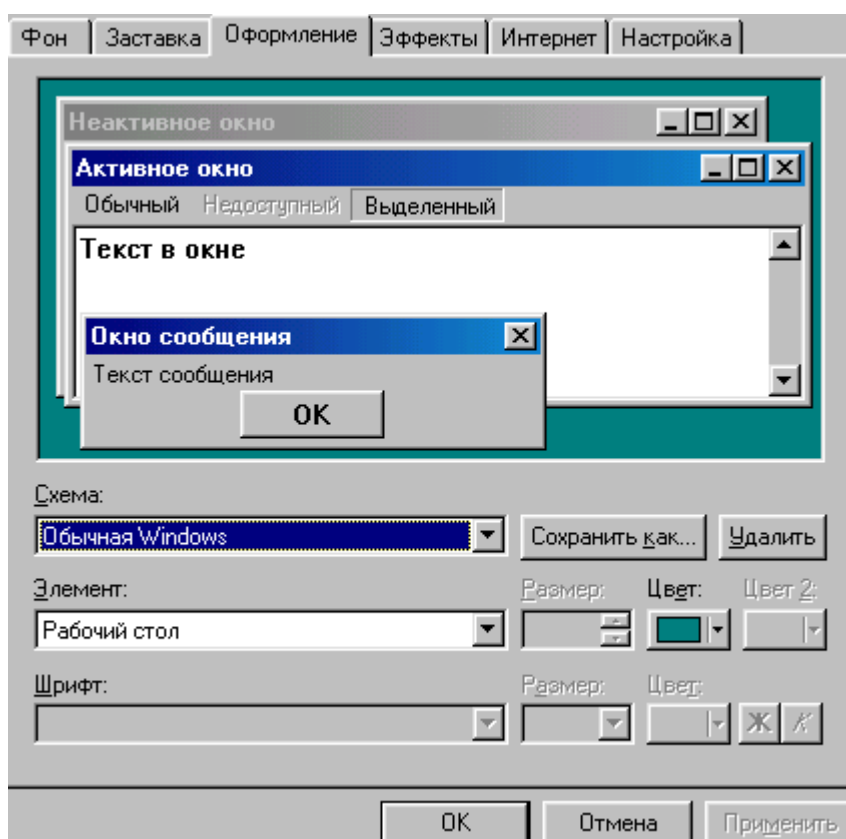 Фон Заставка Оформление Эффекты Интернет Настройка
Неактивное окно
Активное окно
Обычный Недоступный Выделенный
Текст в окне
Окно сообщения
Текст сообщения
OK
Схема:
Обычная Windows Сохранить как... Удалить
Элемент: Размер: Цвет: Цвет 2:
Рабочий стол
Шрифт: Размер: Цвет:
Ж К
OK Отмена Применить